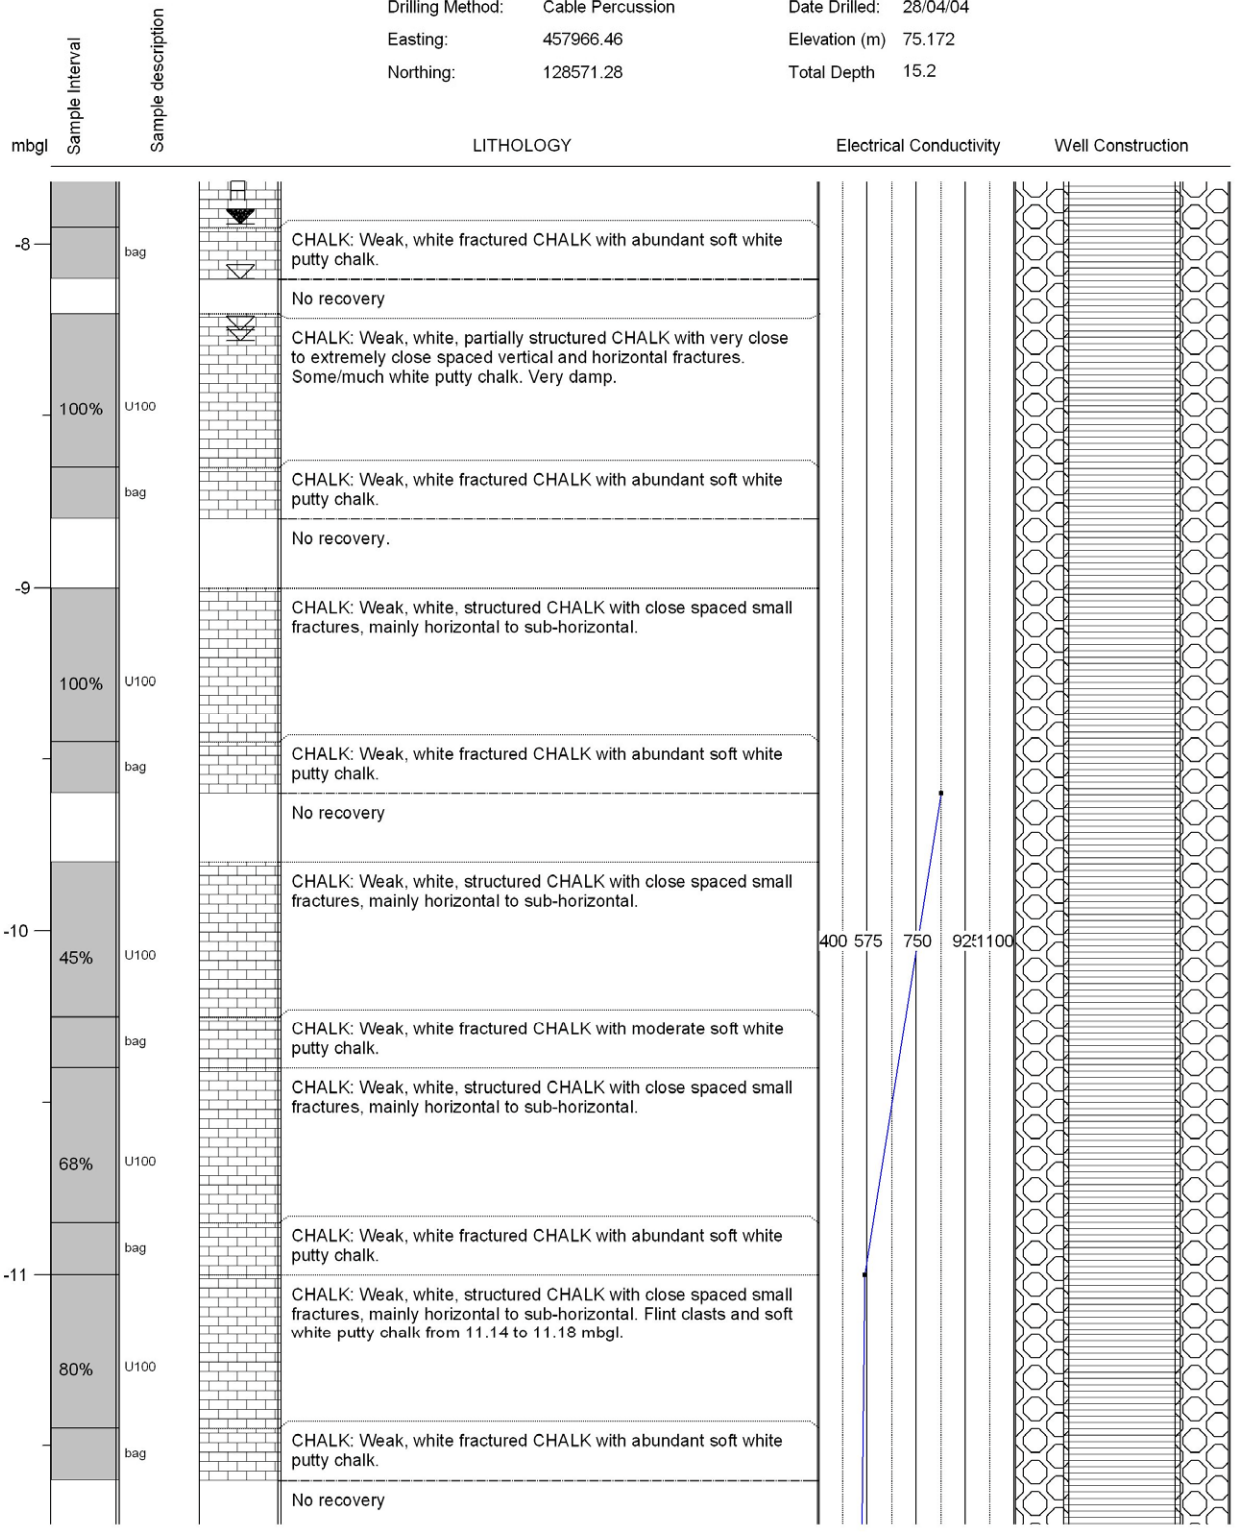 Drilling Method: Cable Percussion Date Drilled: 28/04/04
Easting: 457966.46 Elevation (m) 75.172
Northing: 128571.28 Total Depth 15.2
mbgl Sample Interval Sample description LITHOLOGY Electrical Conductivity Well Construction
-8
bag
CHALK: Weak, white fractured CHALK with abundant soft white
putty chalk.
No recovery
100% U100
CHALK: Weak, white, partially structured CHALK with very close
to extremely close spaced vertical and horizontal fractures.
Some/much white putty chalk. Very damp.
bag
CHALK: Weak, white fractured CHALK with abundant soft white
putty chalk.
No recovery.
-9
100% U100
CHALK: Weak, white, structured CHALK with close spaced small
fractures, mainly horizontal to sub-horizontal.
bag
CHALK: Weak, white fractured CHALK with abundant soft white
putty chalk.
No recovery
-10
45% U100
CHALK: Weak, white, structured CHALK with close spaced small
fractures, mainly horizontal to sub-horizontal.
400 575 750 925 1100
bag
CHALK: Weak, white fractured CHALK with moderate soft white
putty chalk.
68% U100
CHALK: Weak, white, structured CHALK with close spaced small
fractures, mainly horizontal to sub-horizontal.
bag
CHALK: Weak, white fractured CHALK with abundant soft white
putty chalk.
-11
80% U100
CHALK: Weak, white, structured CHALK with close spaced small
fractures, mainly horizontal to sub-horizontal. Flint clasts and soft
white putty chalk from 11.14 to 11.18 mbgl.
bag
CHALK: Weak, white fractured CHALK with abundant soft white
putty chalk.
No recovery